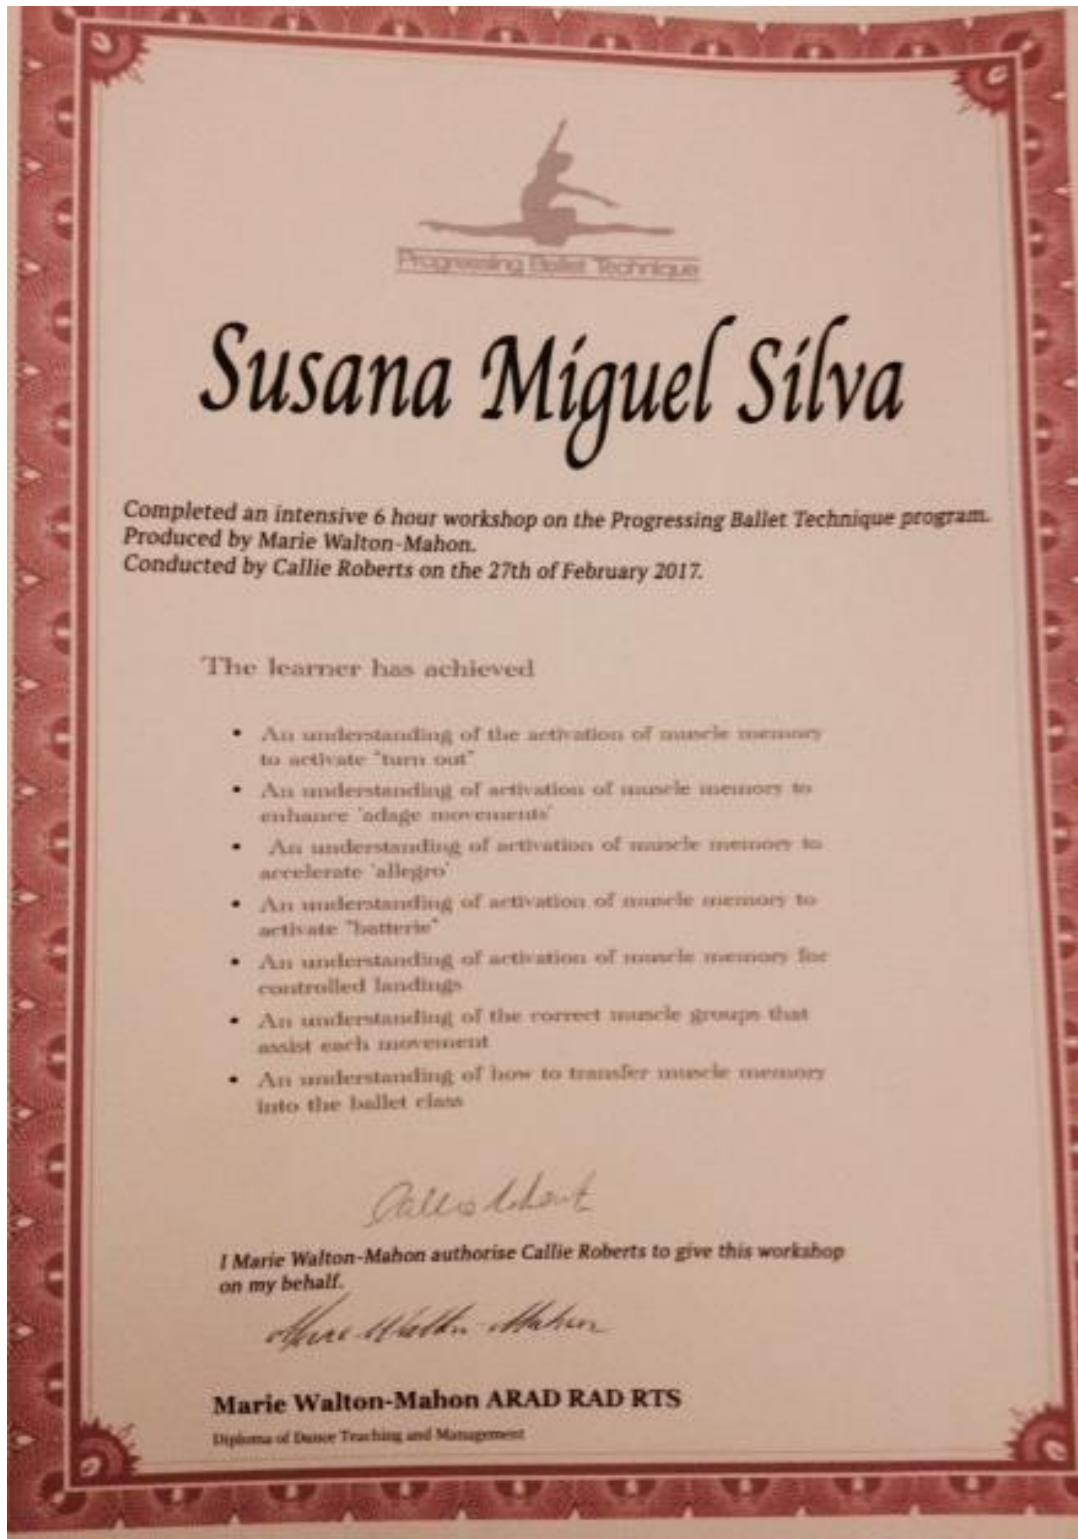 Progressing Ballet Technique
Susana Miguel Silva
Completed an intensive 6 hour workshop on the Progressing Ballet Technique program.
Produced by Marie Walton-Mahon.
Conducted by Callie Roberts on the 27th of February 2017.
The learner has achieved
• An understanding of the activation of muscle memory
to activate "turn out"
• An understanding of activation of muscle memory to
enhance 'adage movements'
• An understanding of activation of muscle memory to
accelerate 'allegro'
• An understanding of activation of muscle memory to
activate "batterie"
• An understanding of activation of muscle memory for
controlled landings
• An understanding of the correct muscle groups that
assist each movement
• An understanding of how to transfer muscle memory
into the ballet class
I Marie Walton-Mahon authorise Callie Roberts to give this workshop
on my behalf.
Marie Walton-Mahon
Marie Walton-Mahon ARAD RAD RTS
Diploma of Dance Teaching and Management